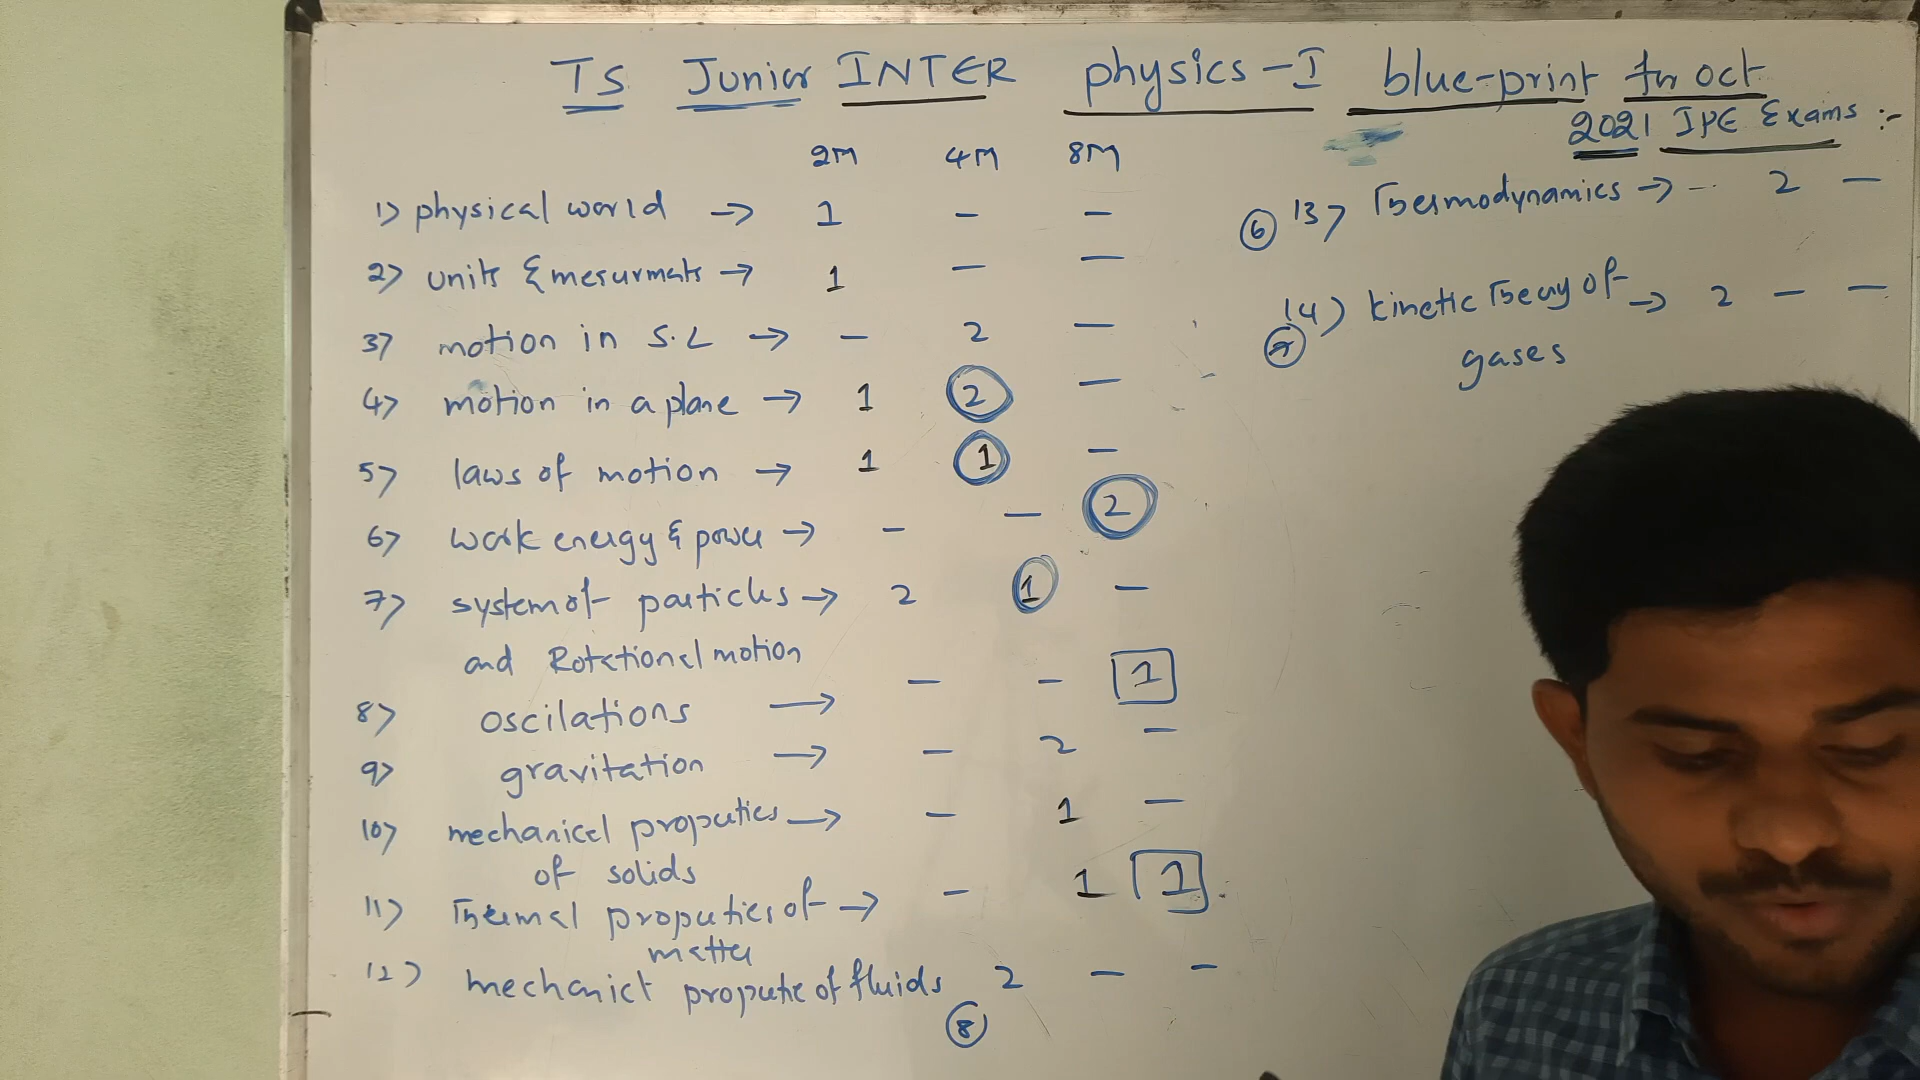 TS Junior INTER physics-I blue-print for oct
2021 IPE Exams :-
2M 4M 8M
1) physical world → 1 - -
2) units & mesurmats → 1 - -
3) motion in S.L → - 2 -
4) motion in a plane → 1 2 -
5) laws of motion → 1 1 -
6) work energy & power → - - 2
7) system of particles → 2 1 -
and Rotational motion
8) oscilations → - - 1
9) gravitation → - 2 -
10) mechanical properties → - 1 -
of solids
11) Thermal properties of → - 1 1
matter
12) mechanict propertie of fluids 2 - -
8
6 13) Thermodynamics → - 2 -
14) kinetic Theory of → 2 - -
gases